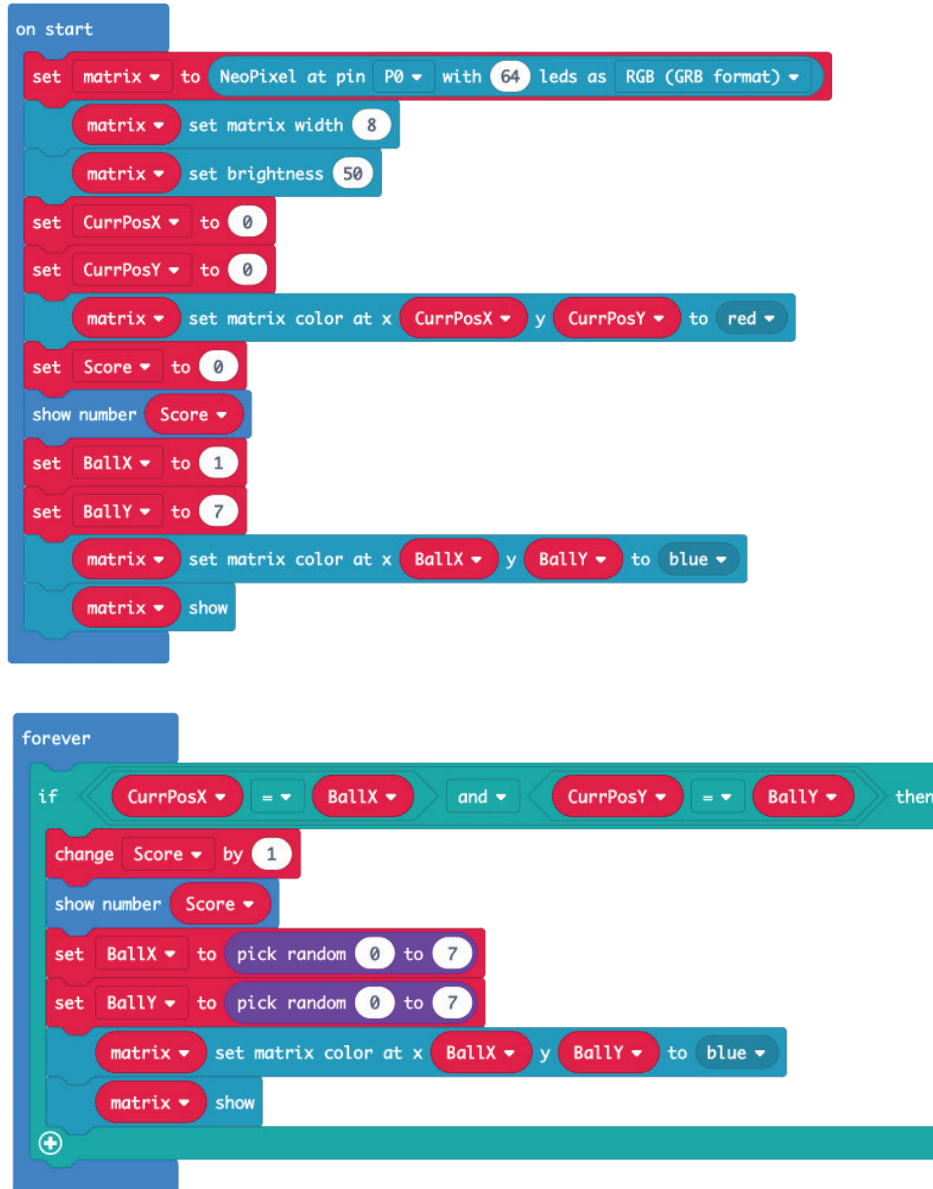 on start
set matrix to NeoPixel at pin P0 with 64 leds as RGB (GRB format)
matrix set matrix width 8
matrix set brightness 50
set CurrPosX to 0
set CurrPosY to 0
matrix set matrix color at x CurrPosX y CurrPosY to red
set Score to 0
show number Score
set BallX to 1
set BallY to 7
matrix set matrix color at x BallX y BallY to blue
matrix show
forever
if CurrPosX = BallX and CurrPosY = BallY then
change Score by 1
show number Score
set BallX to pick random 0 to 7
set BallY to pick random 0 to 7
matrix set matrix color at x BallX y BallY to blue
matrix show